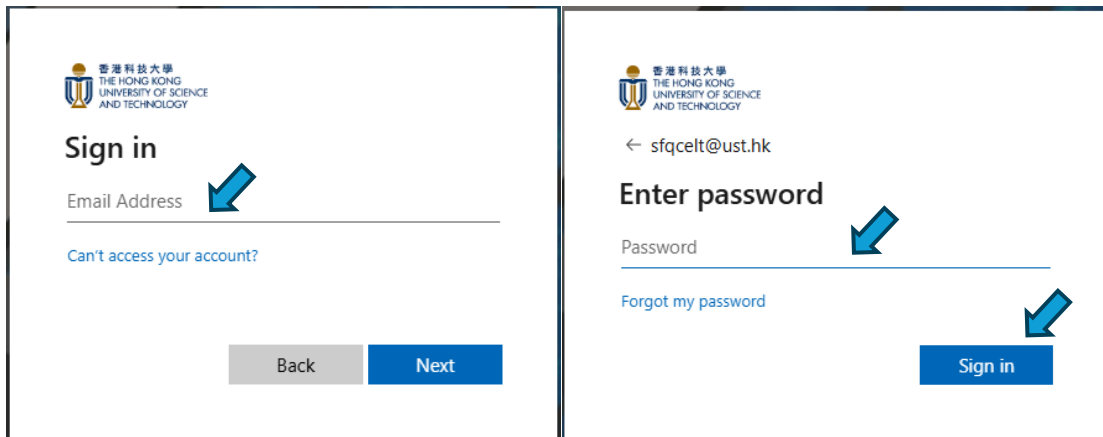 香港科技大學
THE HONG KONG
UNIVERSITY OF SCIENCE
AND TECHNOLOGY
Sign in
Email Address
Can't access your account?
Back
Next
香港科技大學
THE HONG KONG
UNIVERSITY OF SCIENCE
AND TECHNOLOGY
← sfqcelt@ust.hk
Enter password
Password
Forgot my password
Sign in